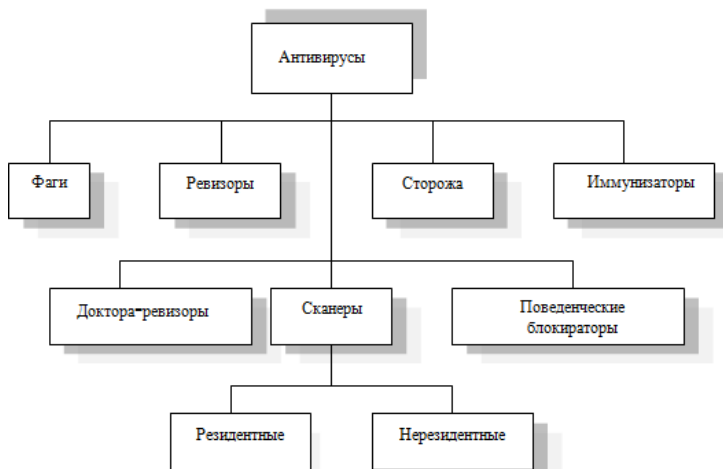 Антивирусы
Фаги
Ревизоры
Сторожа
Иммунизаторы
Доктора-ревизоры
Сканеры
Поведенческие
блокираторы
Резидентные
Нерезидентные